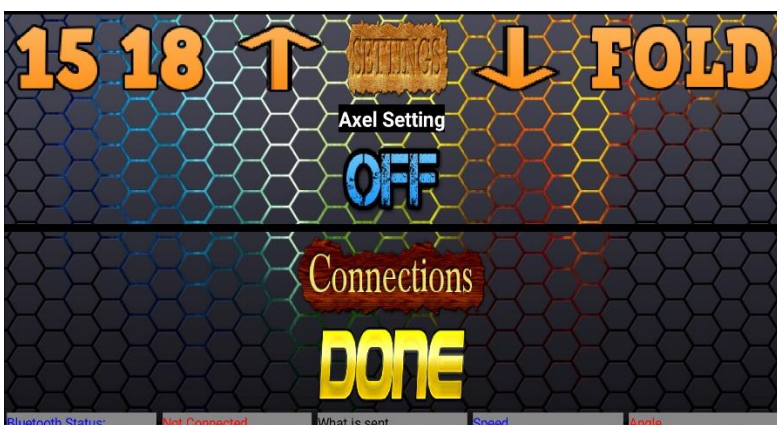 15 18 ↑ SETTINGS ↓ FOLD
Axel Setting
OFF
Connections
DONE
Bluetooth Status: Not Connected What is sent Speed Angle